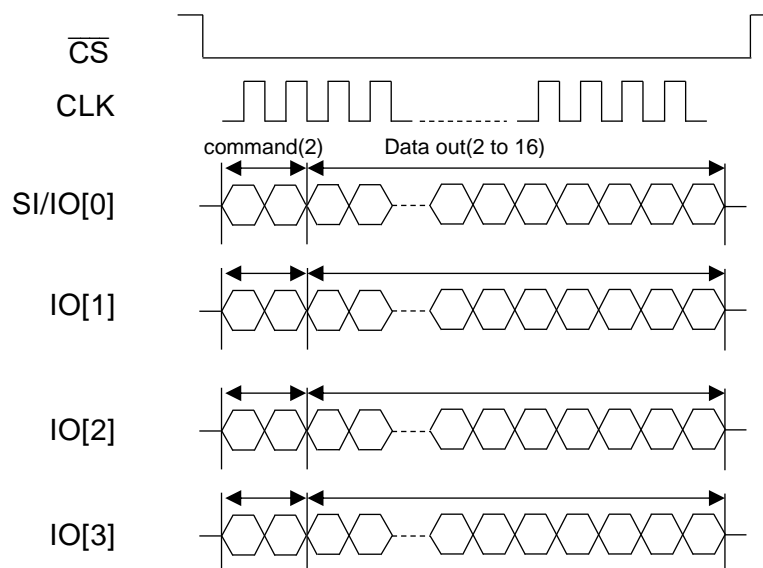 CS
CLK
command(2) Data out(2 to 16)
SI/IO[0]
IO[1]
IO[2]
IO[3]